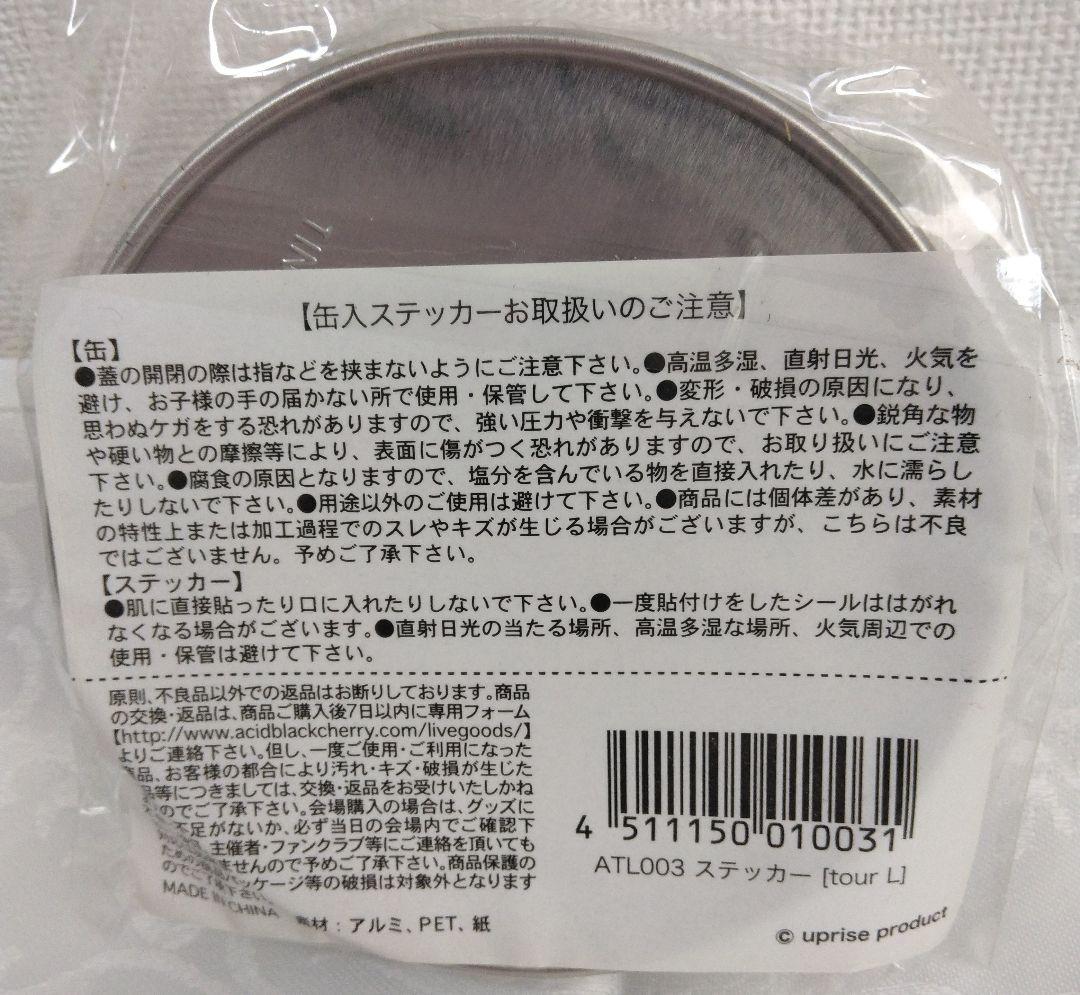 TIN
【缶入ステッカーお取扱いのご注意】
【缶】
●蓋の開閉の際は指などを挟まないようにご注意下さい。●高温多湿、直射日光、火気を
避け、お子様の手の届かない所で使用・保管して下さい。●変形・破損の原因になり、
思わぬケガをする恐れがありますので、強い圧力や衝撃を与えないで下さい。●鋭角な物
や硬い物との摩擦等により、表面に傷がつく恐れがありますので、お取り扱いにご注意
下さい。●腐食の原因となりますので、塩分を含んでいる物を直接入れたり、水に濡らし
たりしないで下さい。●用途以外のご使用は避けて下さい。●商品には個体差があり、素材
の特性上または加工過程でのスレやキズが生じる場合がございますが、こちらは不良
ではございません。予めご了承下さい。
【ステッカー】
●肌に直接貼ったり口に入れたりしないで下さい。●一度貼付けをしたシールははがれ
なくなる場合がございます。●直射日光の当たる場所、高温多湿な場所、火気周辺での
使用・保管は避けて下さい。
原則、不良品以外での返品はお断りしております。商品
の交換・返品は、商品ご購入後7日以内に専用フォーム
【http://www.acidblackcherry.com/livegoods/】
よりご連絡下さい。但し、一度ご使用・ご利用になった
商品、お客様の都合により汚れ・キズ・破損が生じた
品等につきましては、交換・返品をお受けいたしかね
のでご了承下さい。会場購入の場合は、グッズに
不足がないか、必ず当日の会場内でご確認下
主催者・ファンクラブ等にご連絡を頂いても
ませんので予めご了承下さい。商品保護の
パッケージ等の破損は対象外となります
のでご了承下さい。
MADE IN CHINA
素材：アルミ、PET、紙
4 511150 010031
ATL003 ステッカー [tour L]
© uprise product